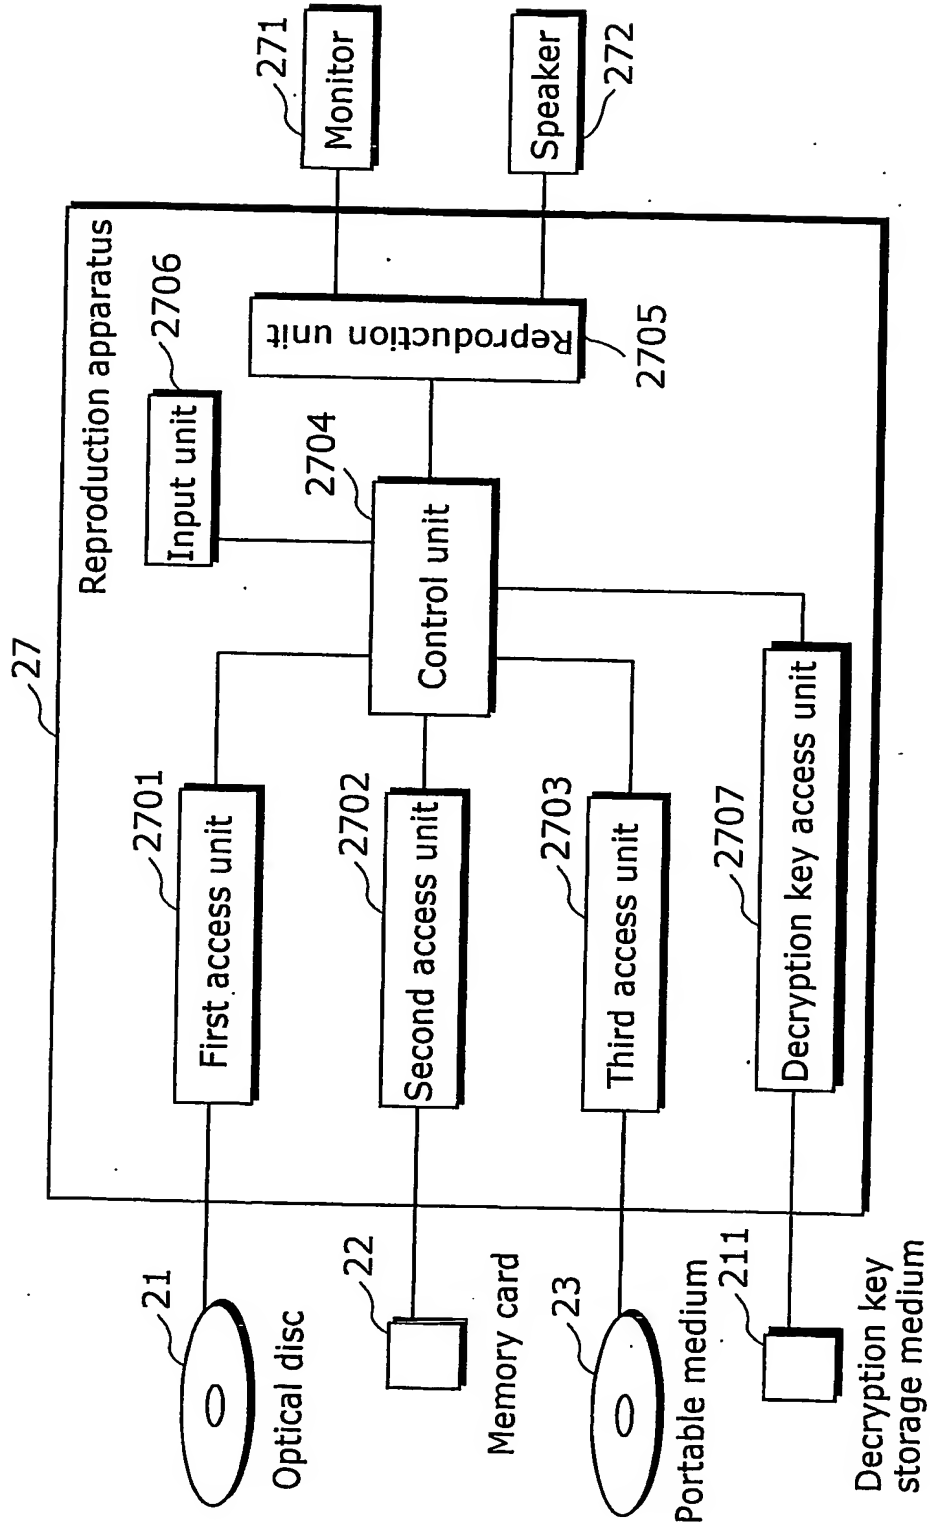 27
Reproduction apparatus
21
Optical disc
2701
First access unit
2706
Input unit
271
Monitor
22
Memory card
2702
Second access unit
2704
Control unit
Reproduction unit
2705
Speaker
272
23
Portable medium
2703
Third access unit
211
Decryption key
storage medium
2707
Decryption key access unit